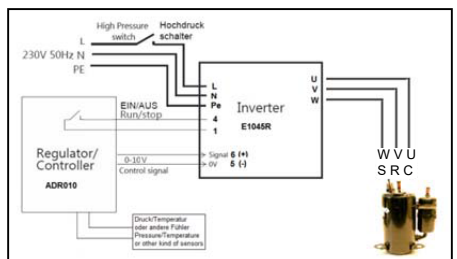 High Pressure
switch
Hochdruck
schalter
L
230V 50Hz N
PE
L
N
Pe
4
1
Inverter
E1045R
Signal 6 (+)
0V 5 (-)
U
V
W
EIN/AUS
Run/stop
Regulator/
Controller
ADR010
0-10V
Control signal
W V U
S R C
Druck/Temperatur
oder andere Fühler
Pressure/Temperature
or other kind of sensors